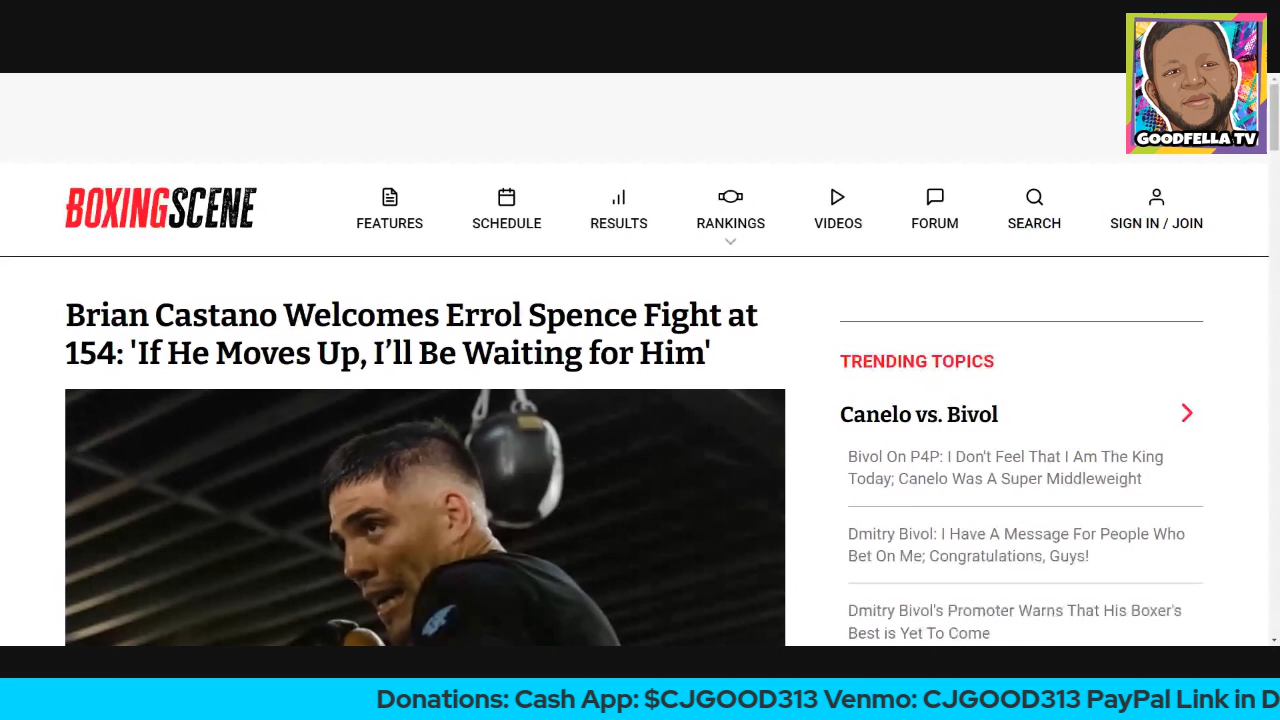 GOODFELLA TV
BOXINGSCENE
FEATURES
SCHEDULE
RESULTS
RANKINGS
VIDEOS
FORUM
SEARCH
SIGN IN / JOIN
Brian Castano Welcomes Errol Spence Fight at
154: 'If He Moves Up, I’ll Be Waiting for Him'
TRENDING TOPICS
Canelo vs. Bivol
Bivol On P4P: I Don't Feel That I Am The King
Today; Canelo Was A Super Middleweight
Dmitry Bivol: I Have A Message For People Who
Bet On Me; Congratulations, Guys!
Dmitry Bivol's Promoter Warns That His Boxer's
Best is Yet To Come
Donations: Cash App: $CJGOOD313 Venmo: CJGOOD313 PayPal Link in D